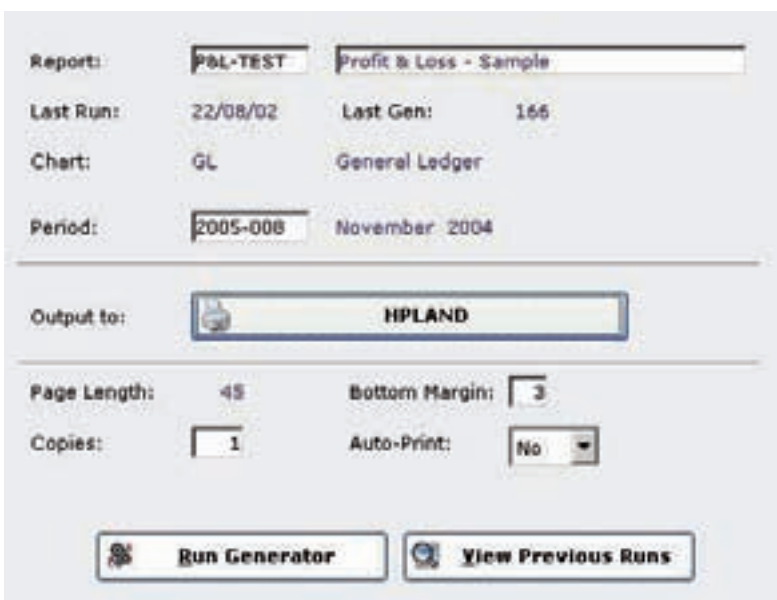 Report: P&L-TEST Profit & Loss - Sample
Last Run: 22/08/02 Last Gen: 166
Chart: GL General Ledger
Period: 2005-008 November 2004
Output to: HPLAND
Page Length: 45 Bottom Margin: 3
Copies: 1 Auto-Print: No
Run Generator View Previous Runs